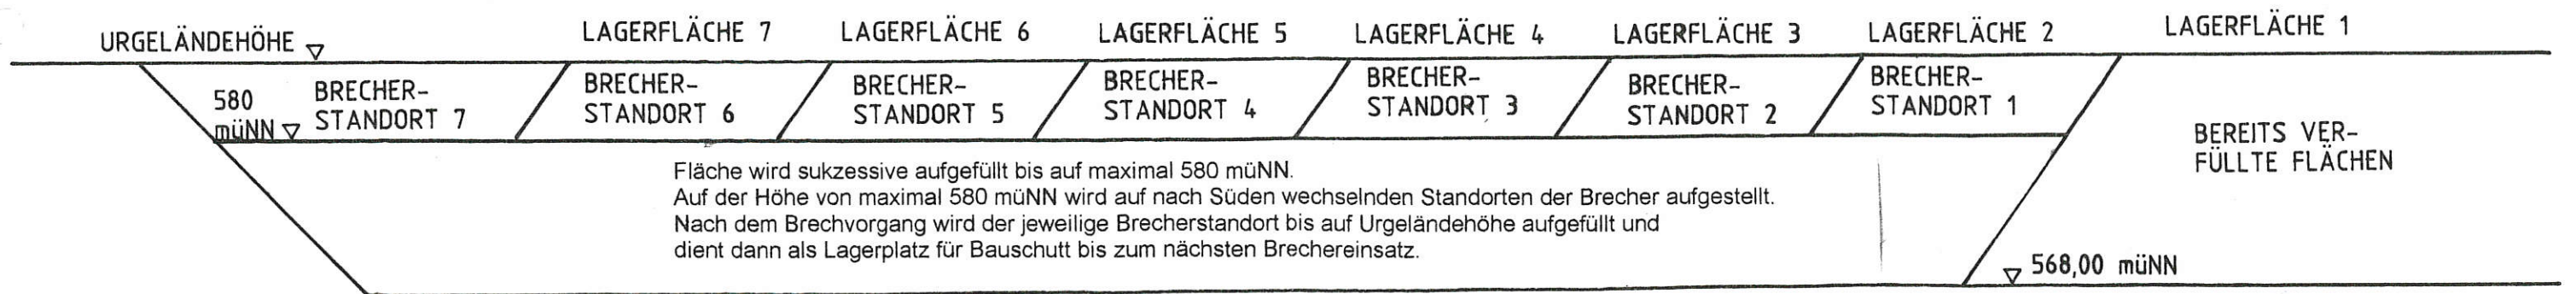 URGELÄNDEHÖHE
LAGERFLÄCHE 7
LAGERFLÄCHE 6
LAGERFLÄCHE 5
LAGERFLÄCHE 4
LAGERFLÄCHE 3
LAGERFLÄCHE 2
LAGERFLÄCHE 1
580
müNN
BRECHER-
STANDORT 7
BRECHER-
STANDORT 6
BRECHER-
STANDORT 5
BRECHER-
STANDORT 4
BRECHER-
STANDORT 3
BRECHER-
STANDORT 2
BRECHER-
STANDORT 1
BEREITS VER-
FÜLLTE FLÄCHEN
Fläche wird sukzessive aufgefüllt bis auf maximal 580 müNN.
Auf der Höhe von maximal 580 müNN wird auf nach Süden wechselnden Standorten der Brecher aufgestellt.
Nach dem Brechvorgang wird der jeweilige Brecherstandort bis auf Urgeländehöhe aufgefüllt und
dient dann als Lagerplatz für Bauschutt bis zum nächsten Brechereinsatz.
568,00 müNN